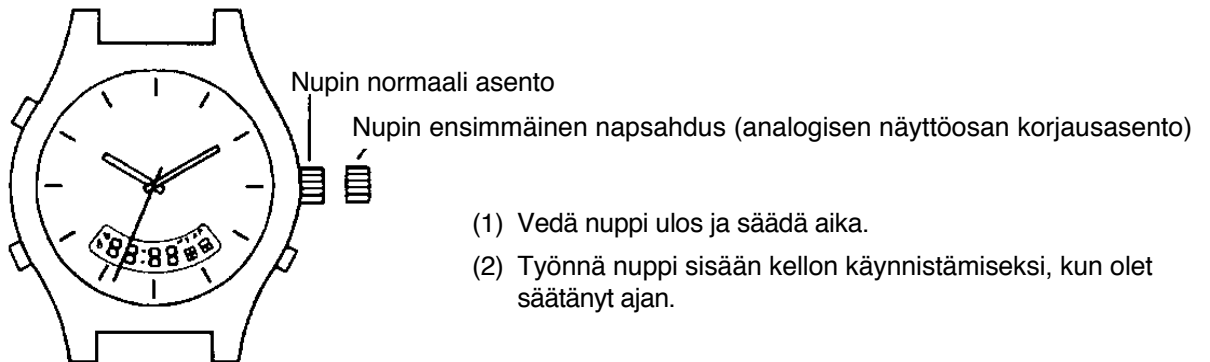 Nupin normaali asento
Nupin ensimmäinen napsahdus (analogisen näyttöosan korjausasento)
(1) Vedä nuppi ulos ja säädä aika.
(2) Työnnä nuppi sisään kellon käynnistämiseksi, kun olet
säätänyt ajan.